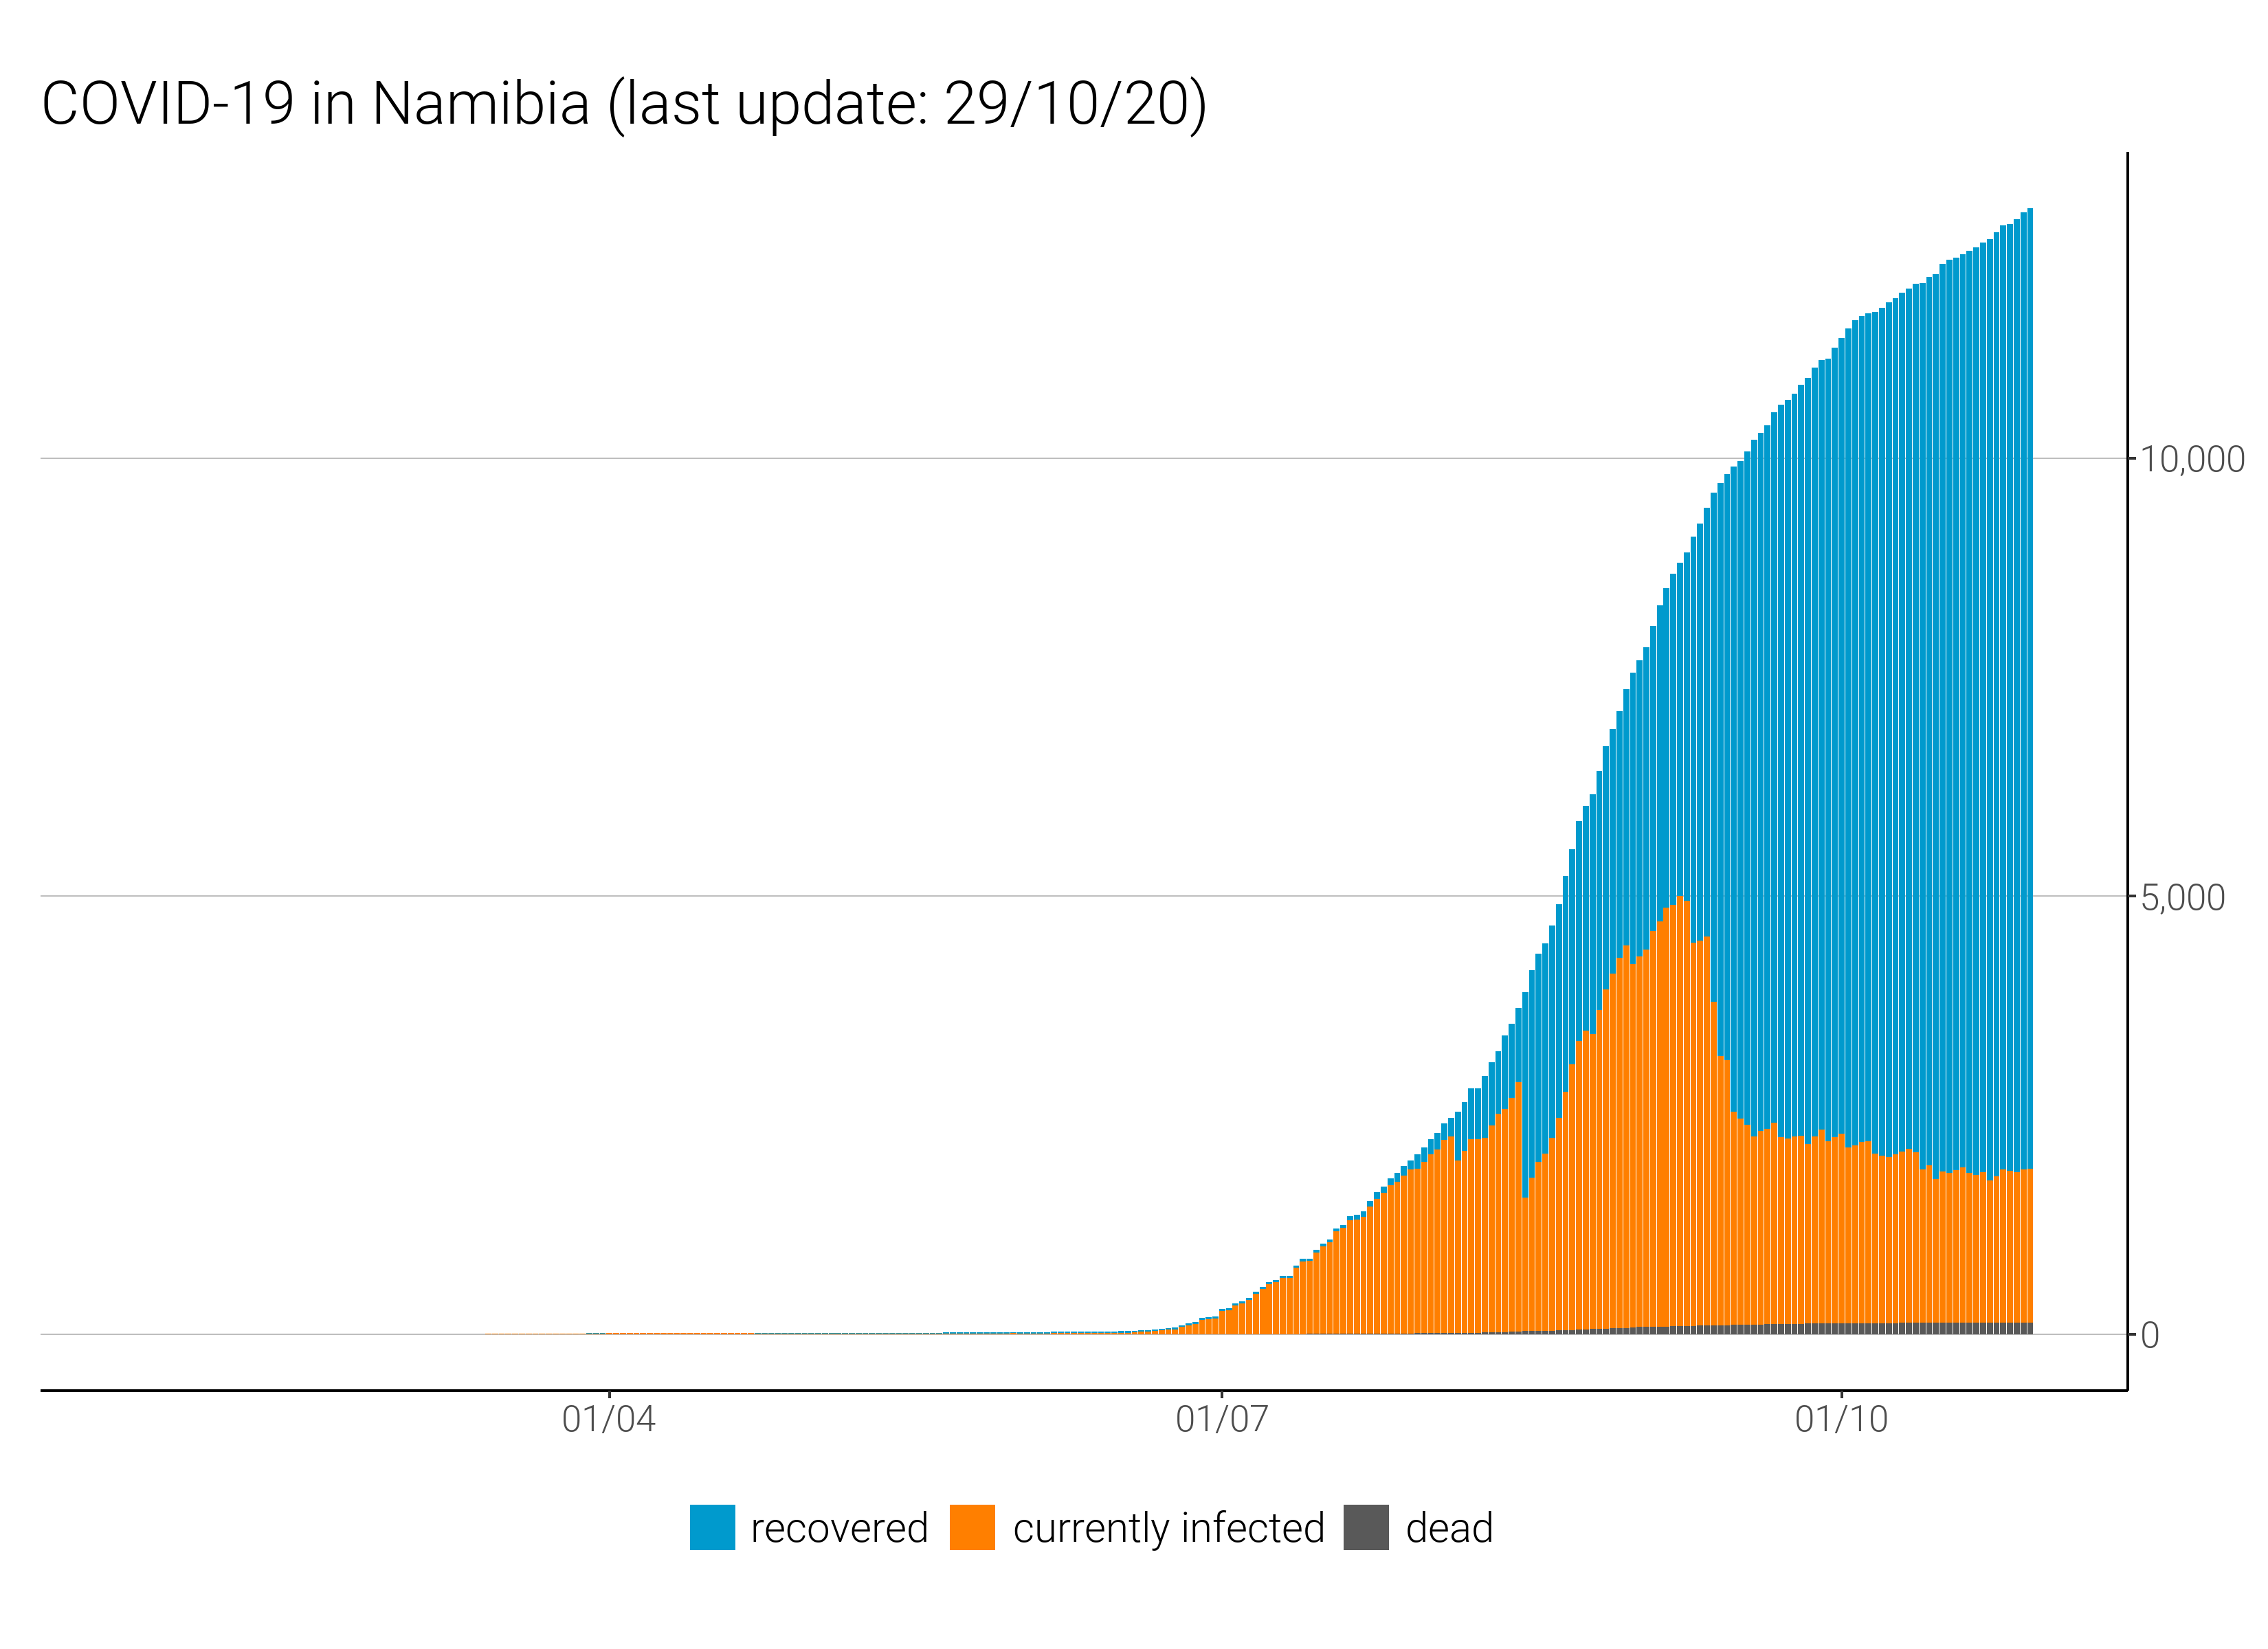 COVID-19 in Namibia (last update: 29/10/20)
10,000
5,000
0
01/04 01/07 01/10
recovered currently infected dead